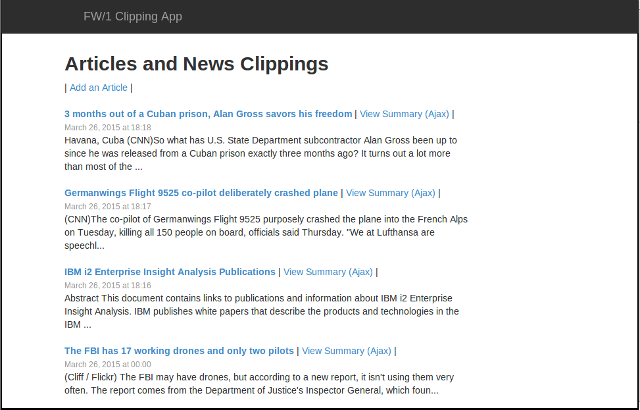 FW/1 Clipping App
Articles and News Clippings
| Add an Article |
3 months out of a Cuban prison, Alan Gross savors his freedom | View Summary (Ajax) |
March 26, 2015 at 18:18
Havana, Cuba (CNN)So what has U.S. State Department subcontractor Alan Gross been up to
since he was released from a Cuban prison exactly three months ago? It turns out a lot more
than most of the ...
Germanwings Flight 9525 co-pilot deliberately crashed plane | View Summary (Ajax) |
March 26, 2015 at 18:17
(CNN)The co-pilot of Germanwings Flight 9525 purposely crashed the plane into the French Alps
on Tuesday, killing all 150 people on board, officials said Thursday. "We at Lufthansa are
speechl...
IBM i2 Enterprise Insight Analysis Publications | View Summary (Ajax) |
March 26, 2015 at 18:16
Abstract This document contains links to publications and information about IBM i2 Enterprise
Insight Analysis. IBM publishes white papers that describe the products and technologies in the
IBM ...
The FBI has 17 working drones and only two pilots | View Summary (Ajax) |
March 26, 2015 at 00:00
(Cliff / Flickr) The FBI may have drones, but according to a new report, it isn't using them very
often. The report comes from the Department of Justice's Inspector General, which foun...